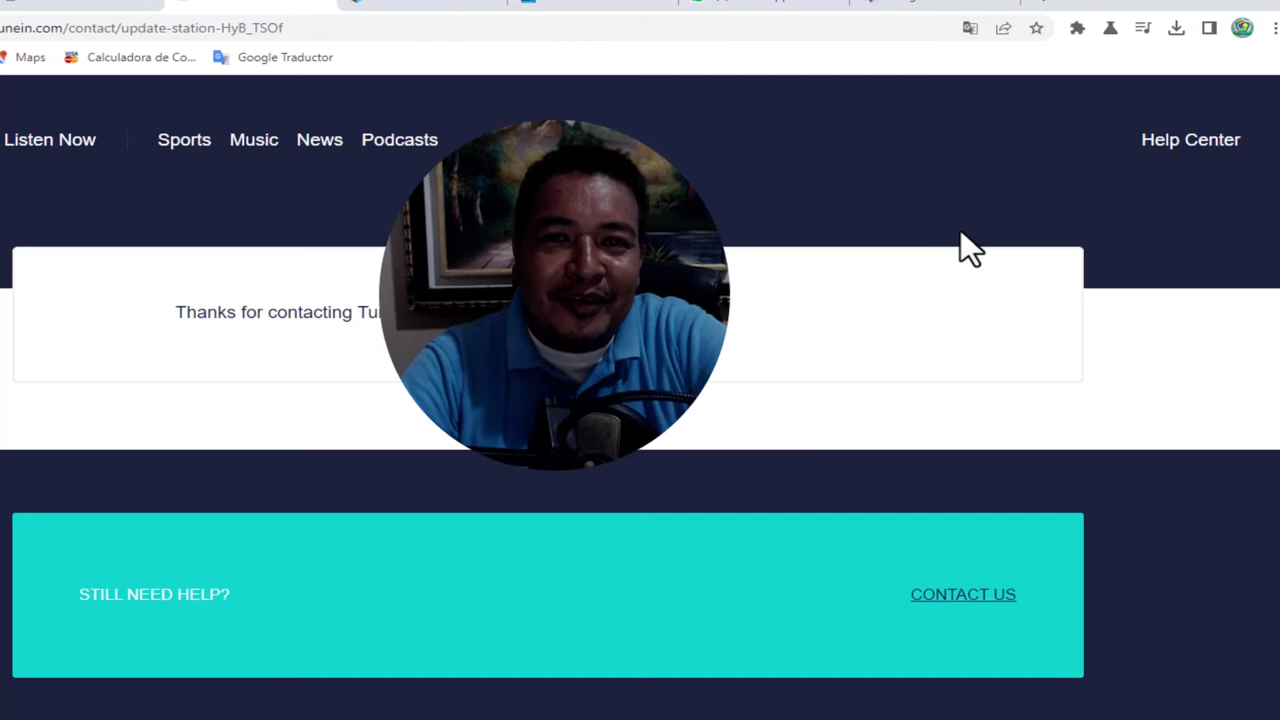 unein.com/contact/update-station-HyB_TSOf
Maps
Calculadora de Co...
Google Traductor
Listen Now
Sports
Music
News
Podcasts
Help Center
Thanks for contacting Tu
STILL NEED HELP?
CONTACT US